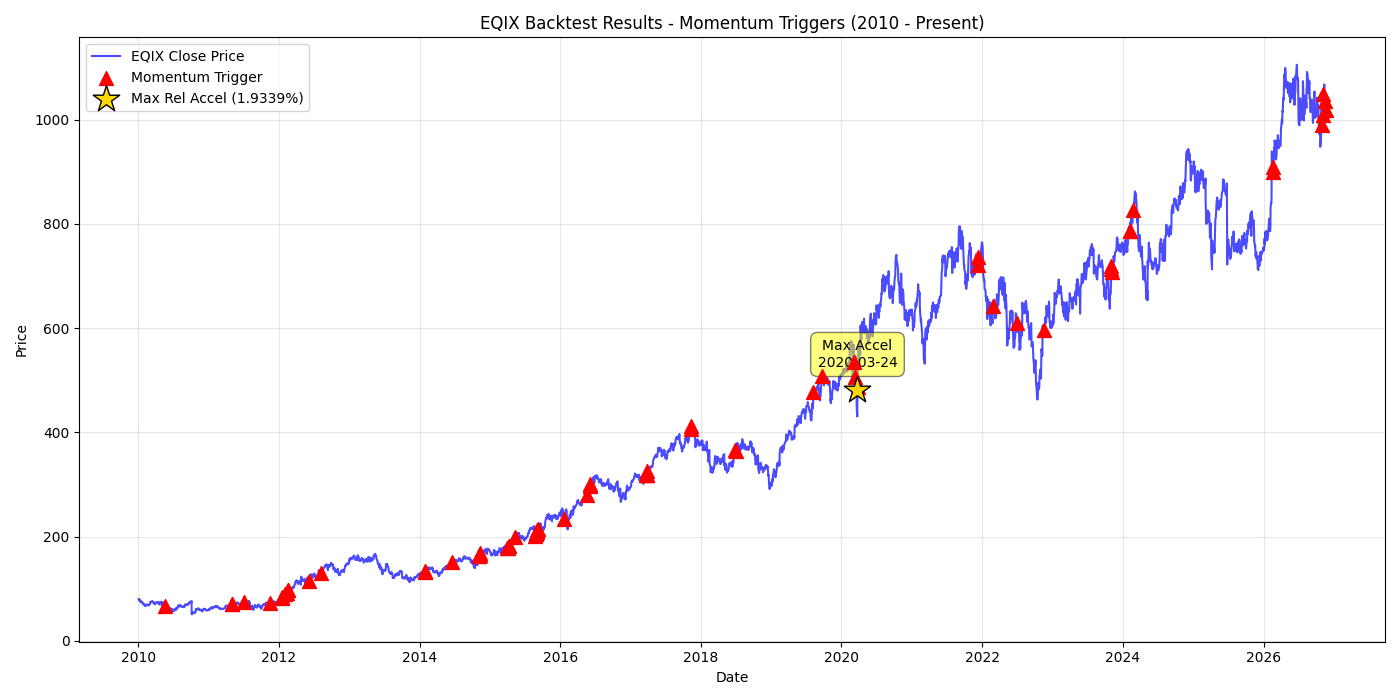 EQIX Backtest Results - Momentum Triggers (2010 - Present)
EQIX Close Price
Momentum Trigger
Max Rel Accel (1.9339%)
Price
1000
800
600
400
200
0
Max Accel
2020-03-24
2010
2012
2014
2016
2018
2020
2022
2024
2026
Date